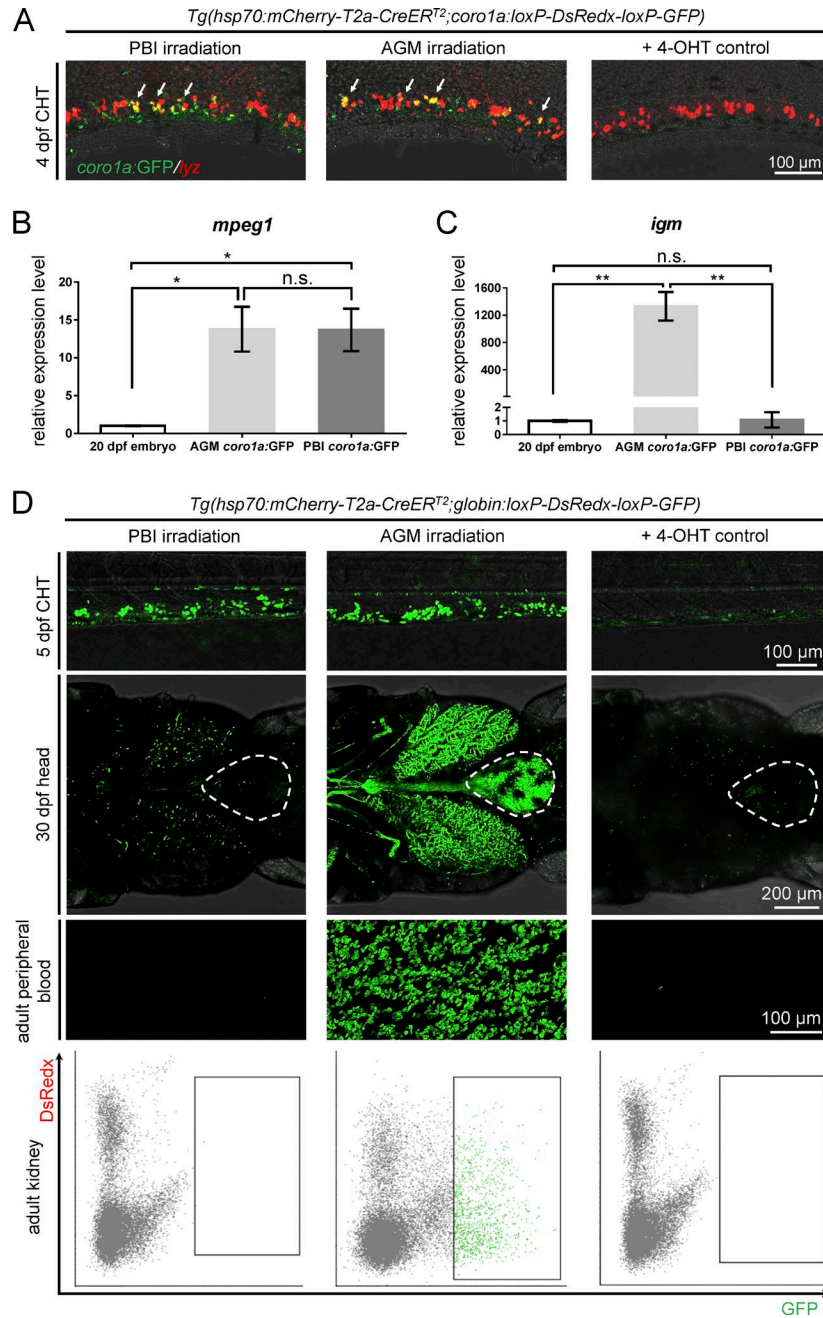 A
Tg(hsp70:mCherry-T2a-CreERT2;coro1a:loxP-DsRedx-loxP-GFP)
PBI irradiation
AGM irradiation
+ 4-OHT control
4 dpf CHT
coro1a:GFP/lyz
100 µm
B
mpeg1
relative expression level
20
15
10
5
0
*
*
n.s.
20 dpf embryo
AGM coro1a:GFP
PBI coro1a:GFP
C
igm
relative expression level
1600
1200
800
400
2
1
0
n.s.
**
**
20 dpf embryo
AGM coro1a:GFP
PBI coro1a:GFP
D
Tg(hsp70:mCherry-T2a-CreERT2;globin:loxP-DsRedx-loxP-GFP)
PBI irradiation
AGM irradiation
+ 4-OHT control
5 dpf CHT
100 µm
30 dpf head
200 µm
adult peripheral
blood
100 µm
adult kidney
DsRedx
GFP